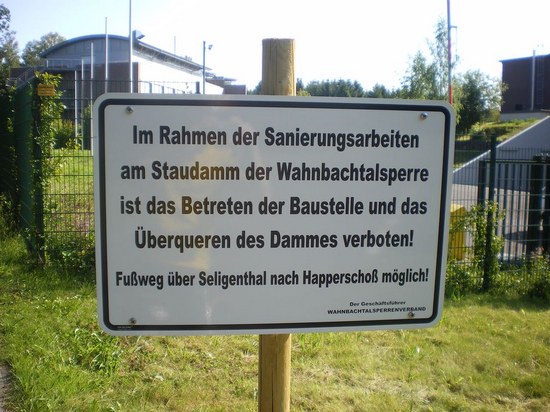 Im Rahmen der Sanierungsarbeiten
am Staudamm der Wahnbachtalsperre
ist das Betreten der Baustelle und das
Überqueren des Dammes verboten!
Fußweg über Seligenthal nach Happerschoß möglich!
Der Geschäftsführer
WAHNBACHTALSPERRENVERBAND